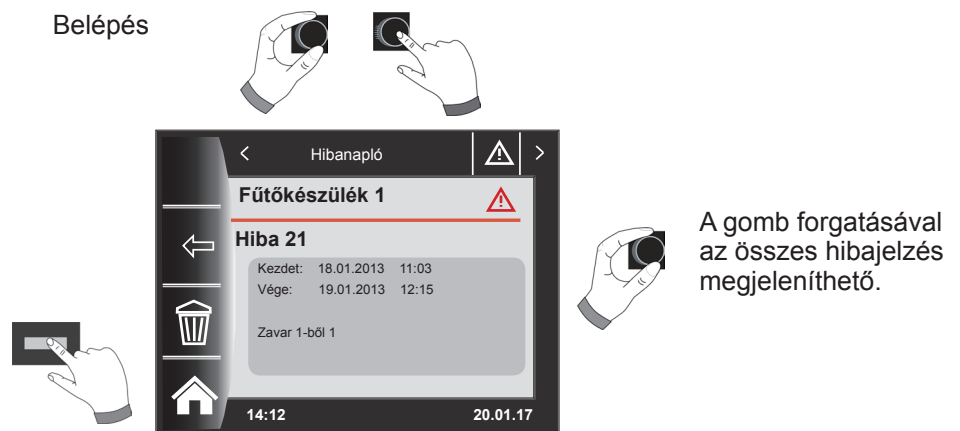 Belépés
< Hibanapló >
Fűtőkészülék 1
Hiba 21
Kezdet: 18.01.2013 11:03
Vége: 19.01.2013 12:15
Zavar 1-ből 1
14:12 20.01.17
A gomb forgatásával
az összes hibajelzés
megjeleníthető.